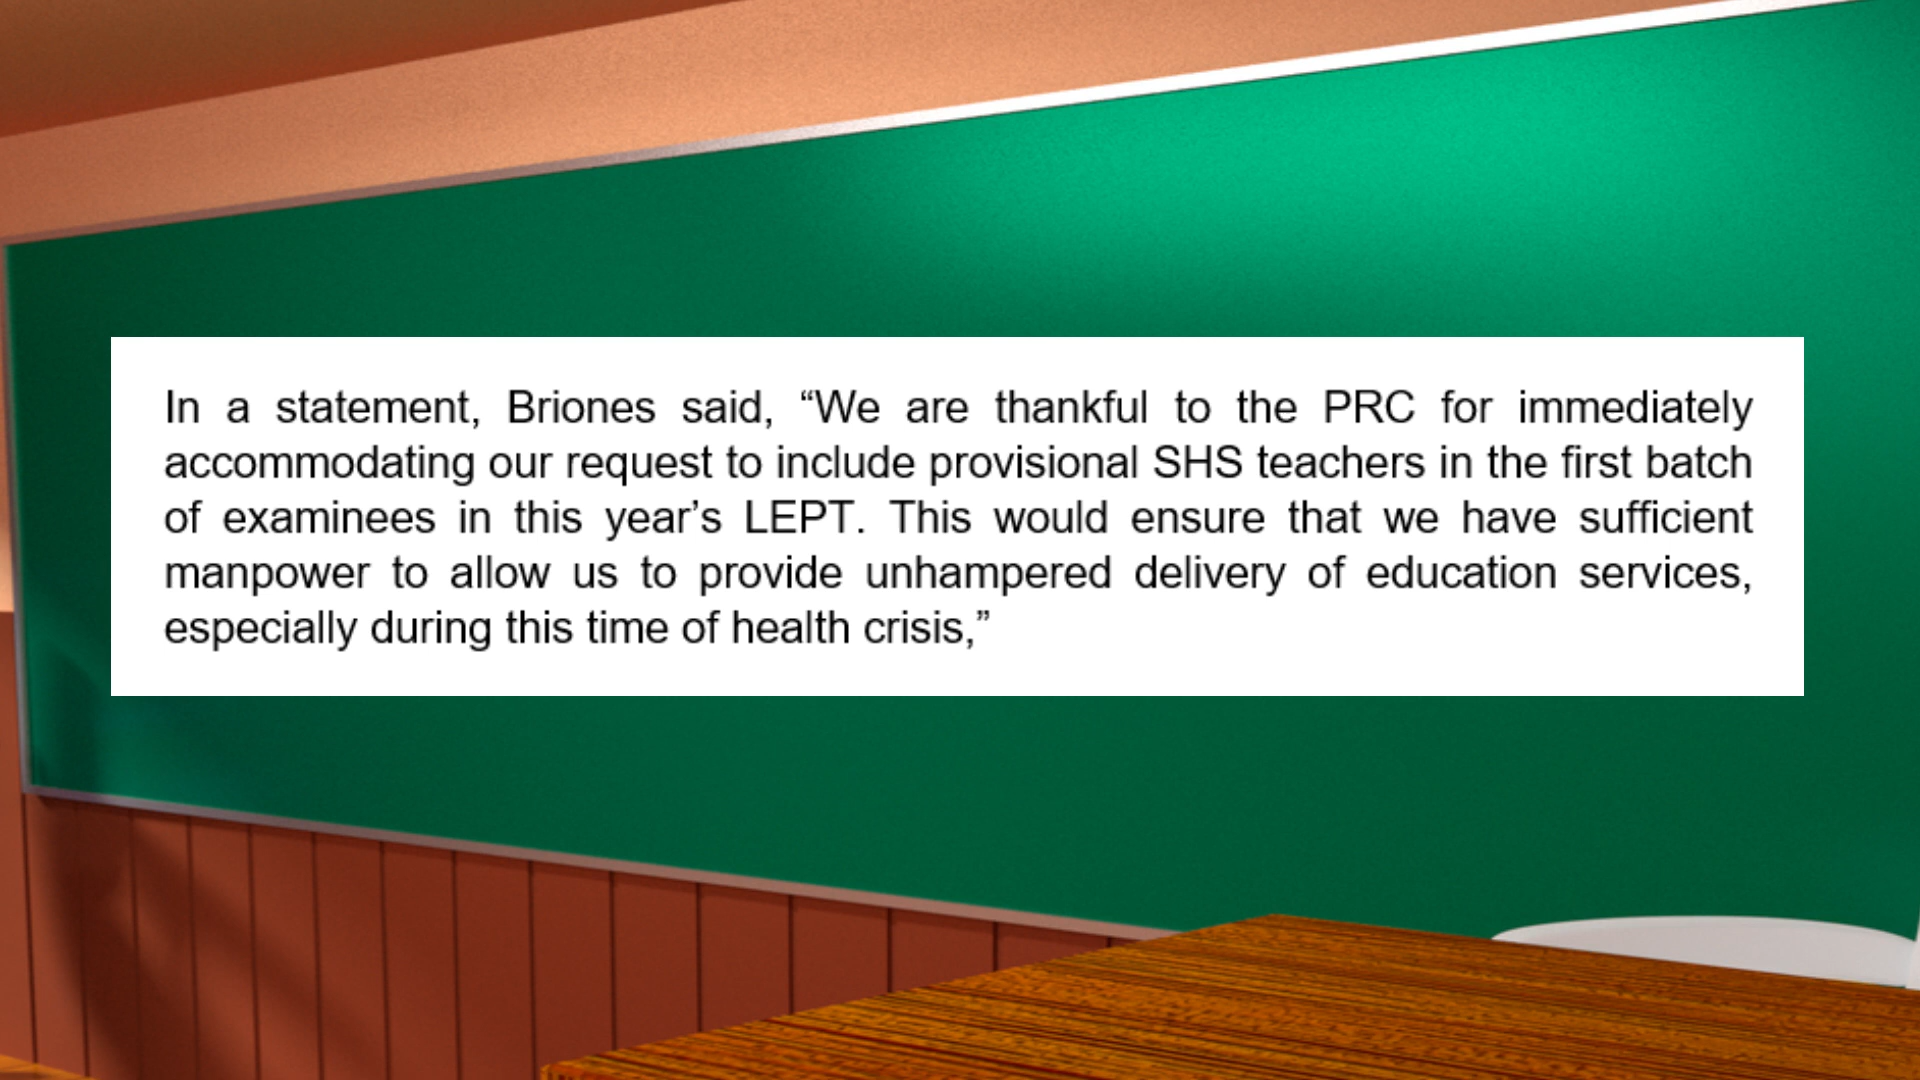 In a statement, Briones said, “We are thankful to the PRC for immediately
accommodating our request to include provisional SHS teachers in the first batch
of examinees in this year’s LEPT. This would ensure that we have sufficient
manpower to allow us to provide unhampered delivery of education services,
especially during this time of health crisis,”